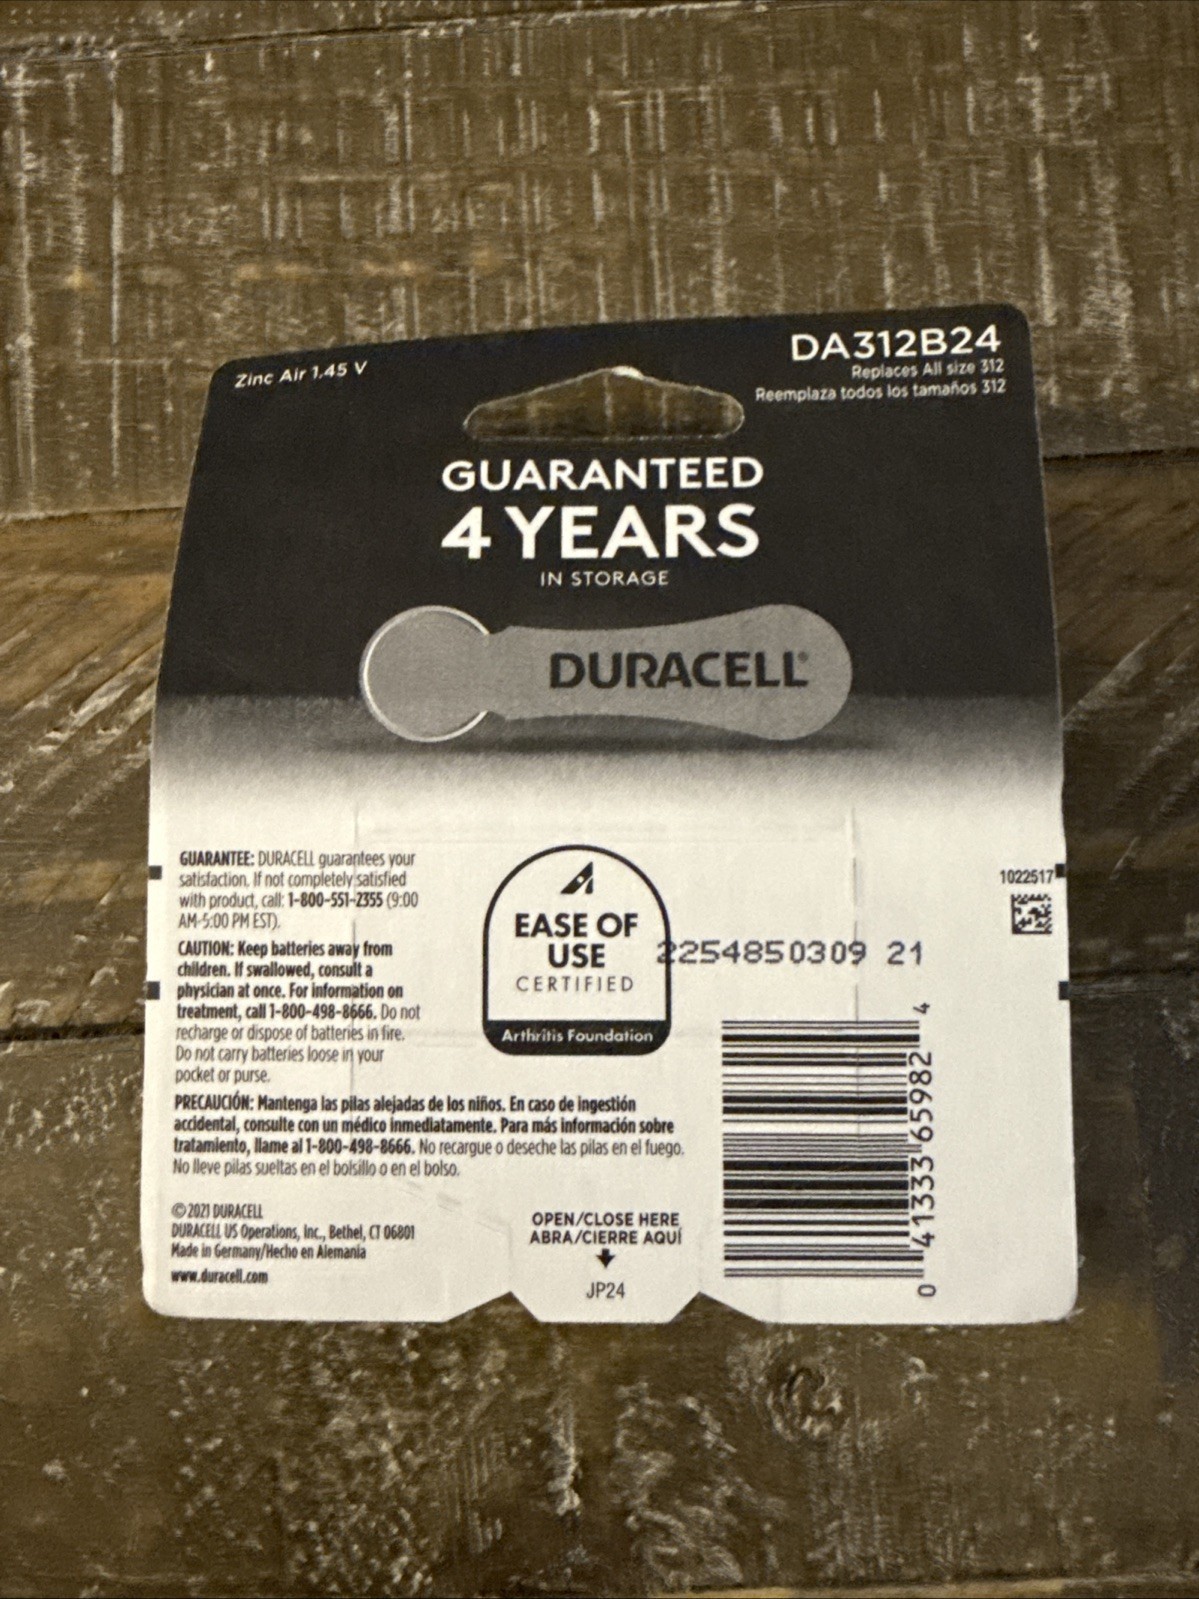 Zinc Air 1.45 V
DA312B24
Replaces All size 312
Reemplaza todos los tamaños 312
GUARANTEED
4 YEARS
IN STORAGE
DURACELL®
GUARANTEE: DURACELL guarantees your
satisfaction. If not completely satisfied
with product, call: 1-800-551-2355 (9:00
AM-5:00 PM EST).
CAUTION: Keep batteries away from
children. If swallowed, consult a
physician at once. For information on
treatment, call 1-800-498-8666. Do not
recharge or dispose of batteries in fire.
Do not carry batteries loose in your
pocket or purse.
EASE OF
USE
CERTIFIED
Arthritis Foundation
1022517
2254850309 21
PRECAUCIÓN: Mantenga las pilas alejadas de los niños. En caso de ingestión
accidental, consulte con un médico inmediatamente. Para más información sobre
tratamiento, llame al 1-800-498-8666. No recargue o deseche las pilas en el fuego.
No lleve pilas sueltas en el bolsillo o en el bolso.
© 2021 DURACELL
DURACELL US Operations, Inc., Bethel, CT 06801
Made in Germany/Hecho en Alemania
www.duracell.com
OPEN/CLOSE HERE
ABRA/CIERRE AQUÍ
JP24
0 41333 65982 4